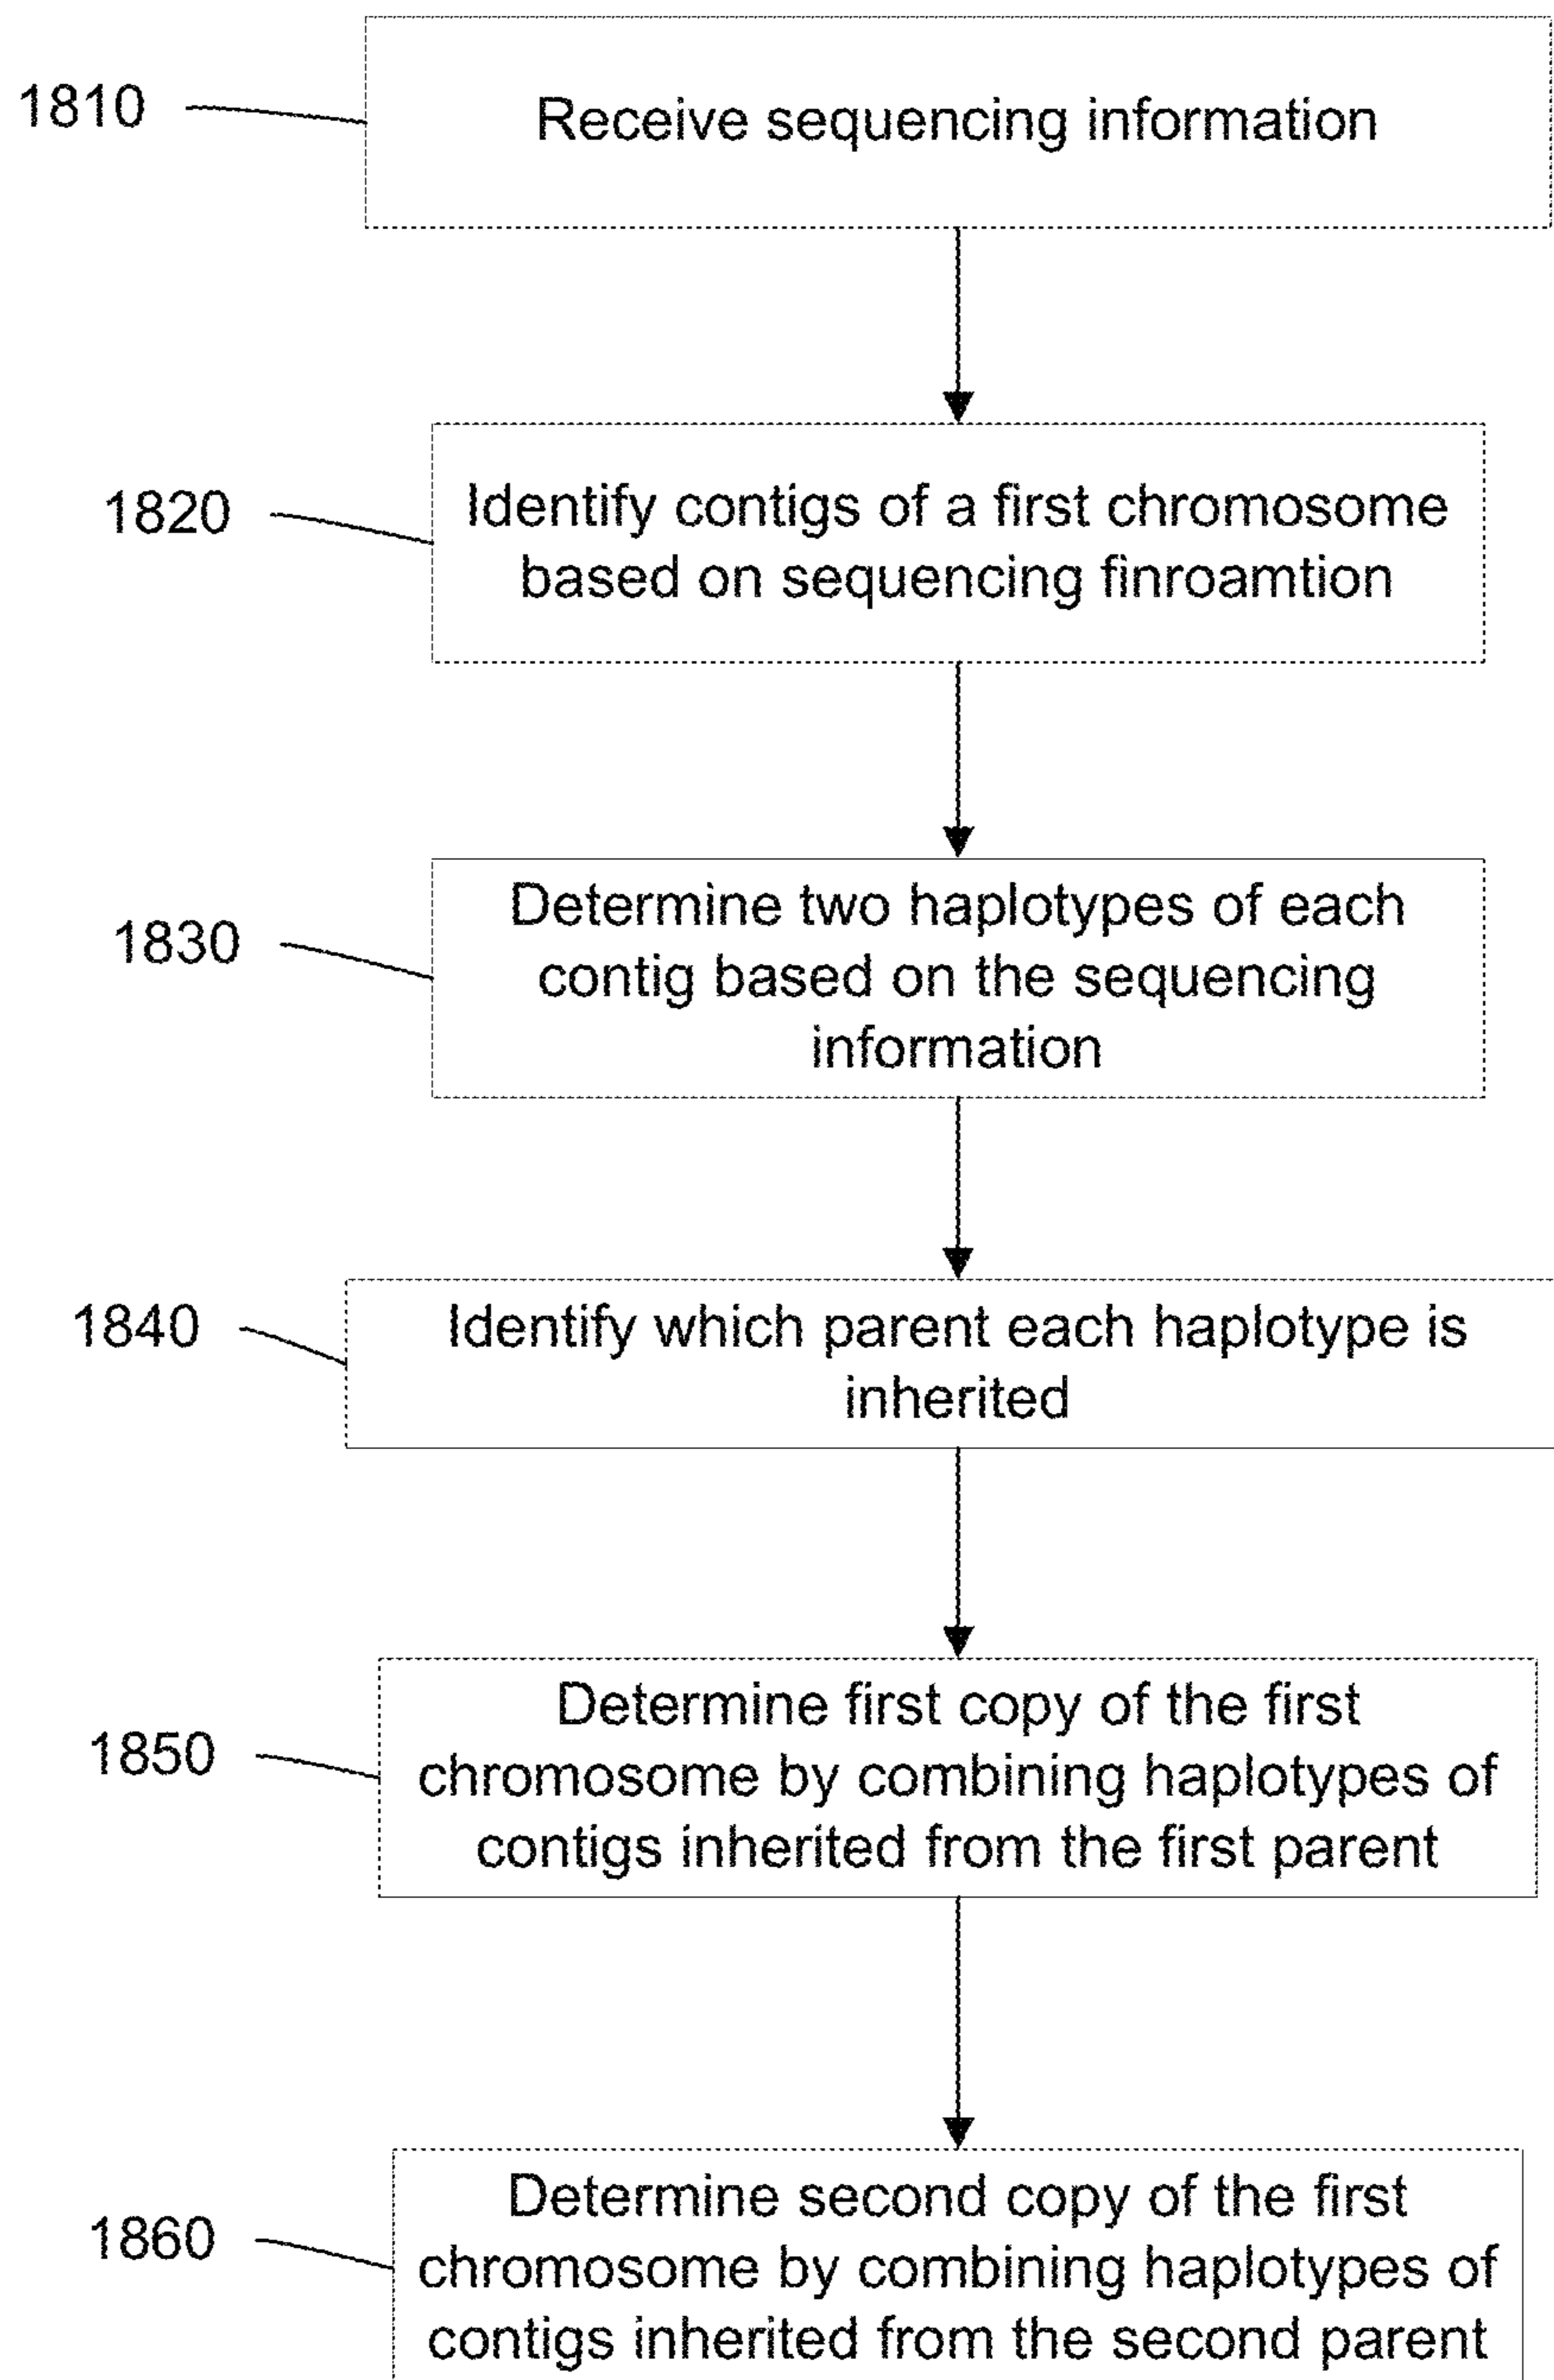 1810
Receive sequencing information
1820
Identify contigs of a first chromosome
based on sequencing finroamtion
1830
Determine two haplotypes of each
contig based on the sequencing
information
1840
Identify which parent each haplotype is
inherited
1850
Determine first copy of the first
chromosome by combining haplotypes of
contigs inherited from the first parent
1860
Determine second copy of the first
chromosome by combining haplotypes of
contigs inherited from the second parent